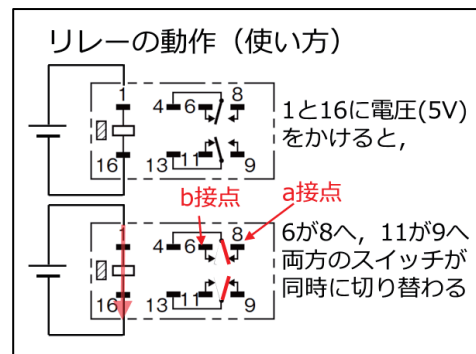 リレーの動作（使い方）
1
4 6 8
16 13 11 9
1と16に電圧(5V)
をかけると，
b接点
a接点
1
4 6 8
16 13 11 9
6が8へ，11が9へ
両方のスイッチが
同時に切り替わる